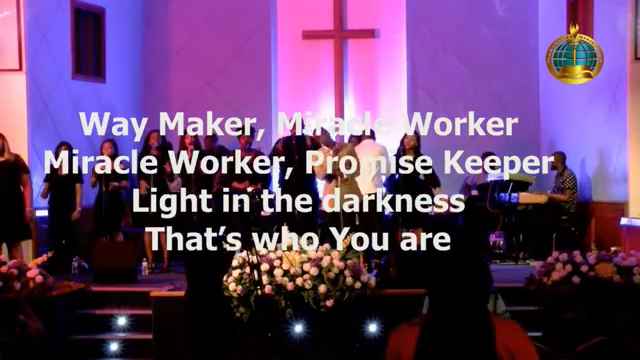 Way Maker, Miracle Worker
Miracle Worker, Promise Keeper
Light in the darkness
That's who You are